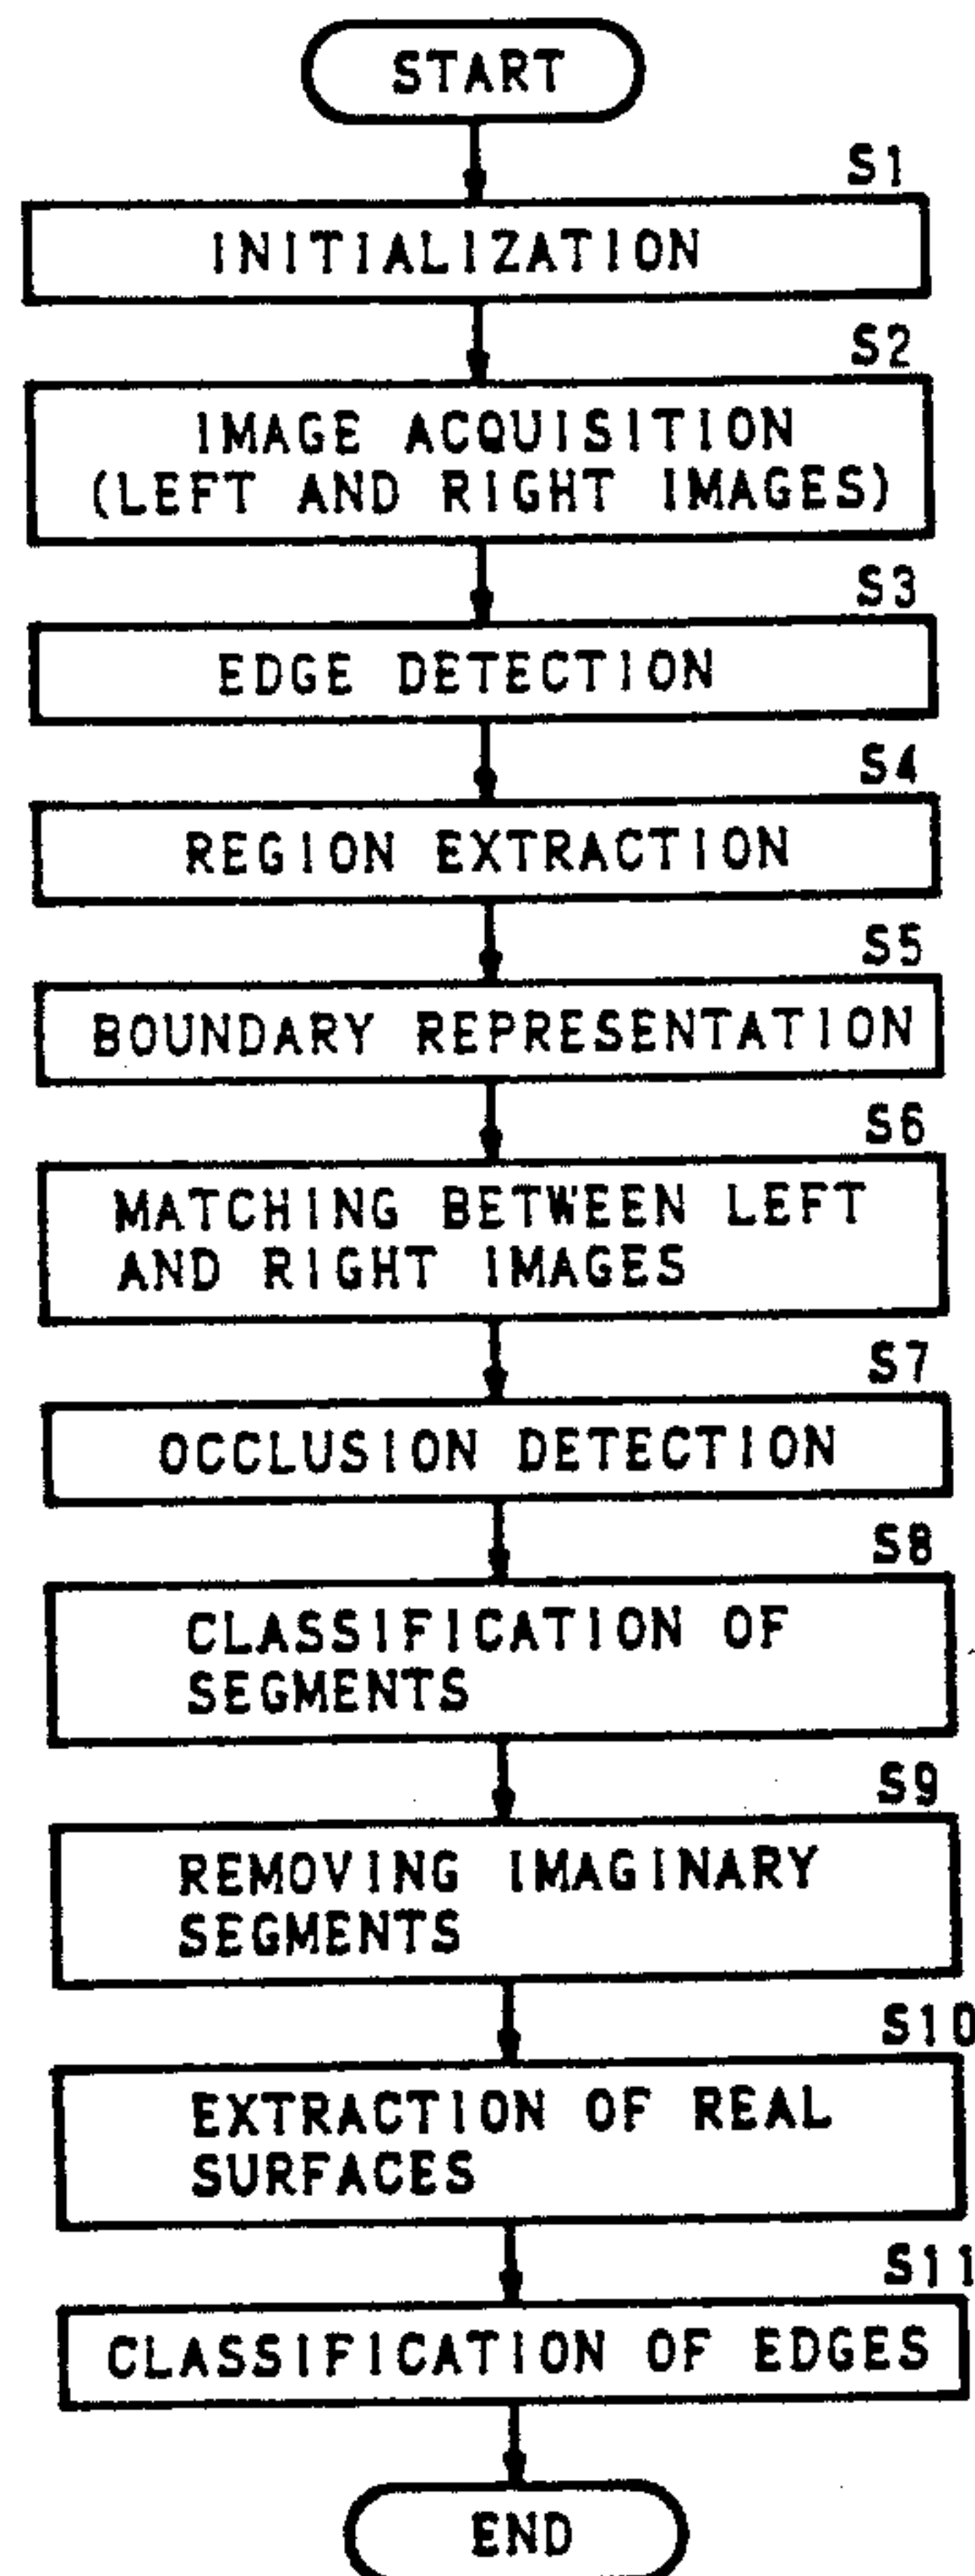 START
S1
INITIALIZATION
S2
IMAGE ACQUISITION
(LEFT AND RIGHT IMAGES)
S3
EDGE DETECTION
S4
REGION EXTRACTION
S5
BOUNDARY REPRESENTATION
S6
MATCHING BETWEEN LEFT
AND RIGHT IMAGES
S7
OCCLUSION DETECTION
S8
CLASSIFICATION OF
SEGMENTS
S9
REMOVING IMAGINARY
SEGMENTS
S10
EXTRACTION OF REAL
SURFACES
S11
CLASSIFICATION OF EDGES
END